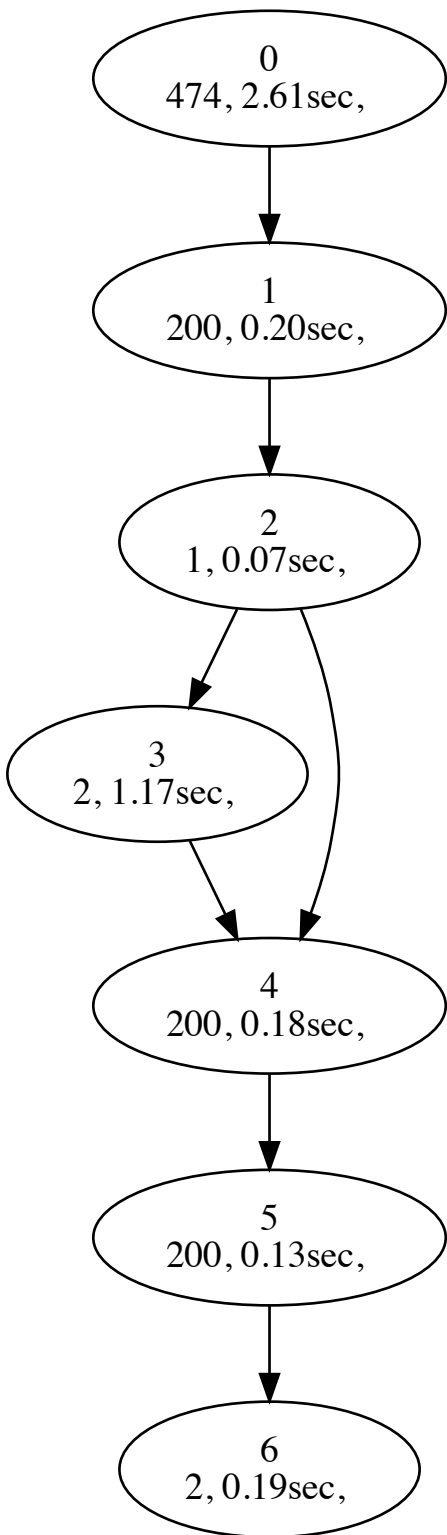 0
474, 2.61sec,
1
200, 0.20sec,
2
1, 0.07sec,
3
2, 1.17sec,
4
200, 0.18sec,
5
200, 0.13sec,
6
2, 0.19sec,